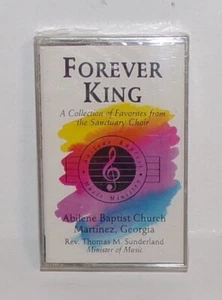 FOREVER
KING
A Collection of Favorites from
the Sanctuary Choir
Abilene Baptist Church
Martinez, Georgia
Rev. Thomas M. Sunderland
Minister of Music